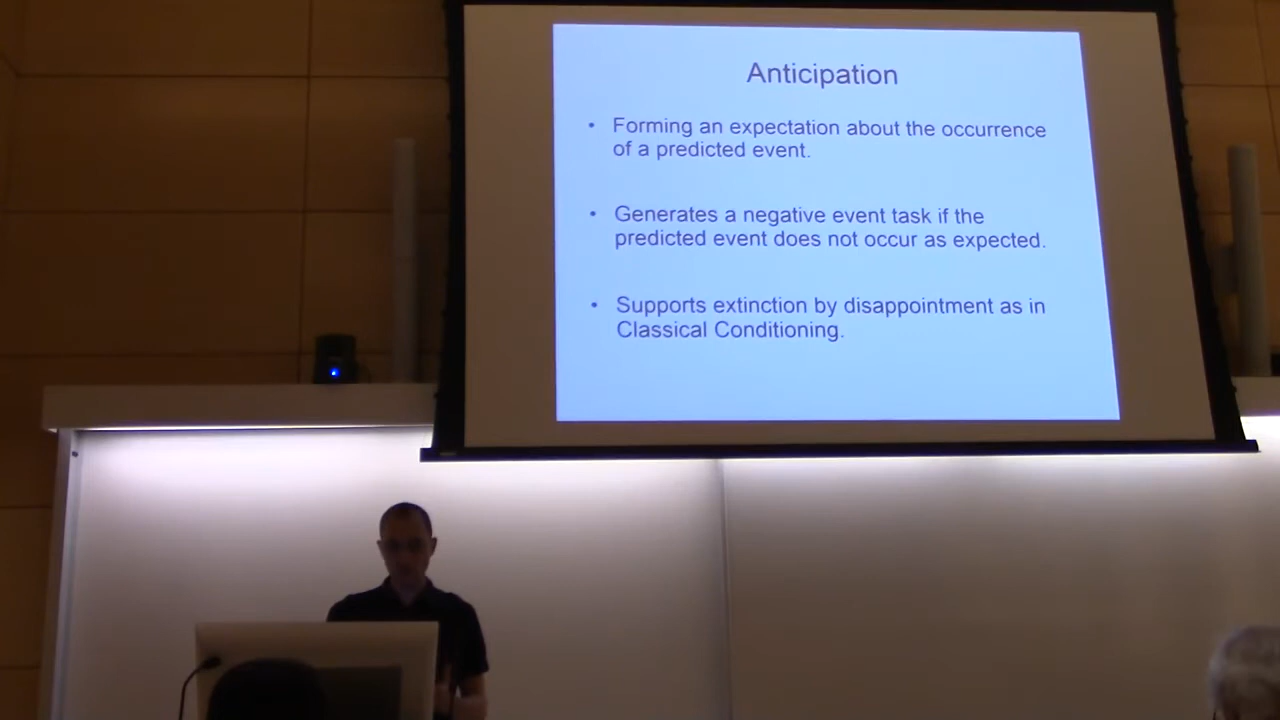 Anticipation
• Forming an expectation about the occurrence
of a predicted event.
• Generates a negative event task if the
predicted event does not occur as expected.
• Supports extinction by disappointment as in
Classical Conditioning.